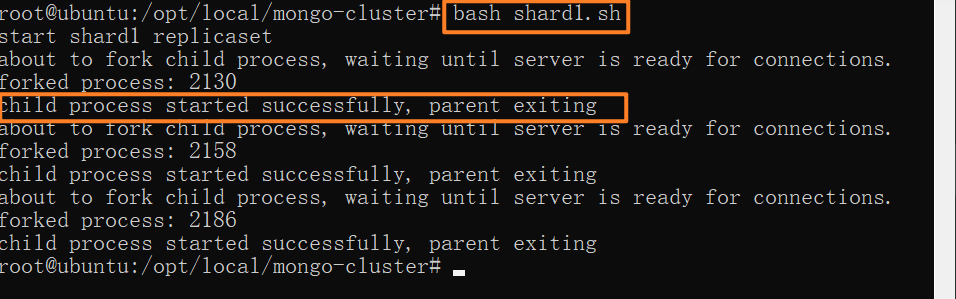 root@ubuntu:/opt/local/mongo-cluster# bash shard1.sh
start shard1 replicaset
about to fork child process, waiting until server is ready for connections.
forked process: 2130
child process started successfully, parent exiting
about to fork child process, waiting until server is ready for connections.
forked process: 2158
child process started successfully, parent exiting
about to fork child process, waiting until server is ready for connections.
forked process: 2186
child process started successfully, parent exiting
root@ubuntu:/opt/local/mongo-cluster#